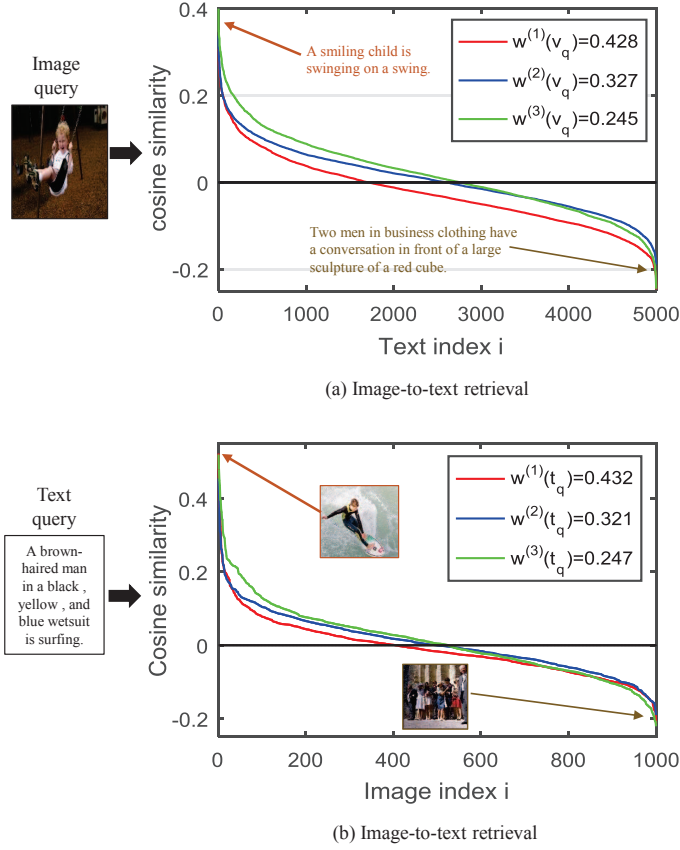 Image
query
0.4
0.2
0
-0.2
cosine similarity
A smiling child is
swinging on a swing.
w(1)(vq)=0.428
w(2)(vq)=0.327
w(3)(vq)=0.245
Two men in business clothing have
a conversation in front of a large
sculpture of a red cube.
0 1000 2000 3000 4000 5000
Text index i
(a) Image-to-text retrieval
Text
query
A brown-
haired man
in a black ,
yellow , and
blue wetsuit
is surfing.
0.4
0.2
0
-0.2
Cosine similarity
w(1)(tq)=0.432
w(2)(tq)=0.321
w(3)(tq)=0.247
0 200 400 600 800 1000
Image index i
(b) Image-to-text retrieval